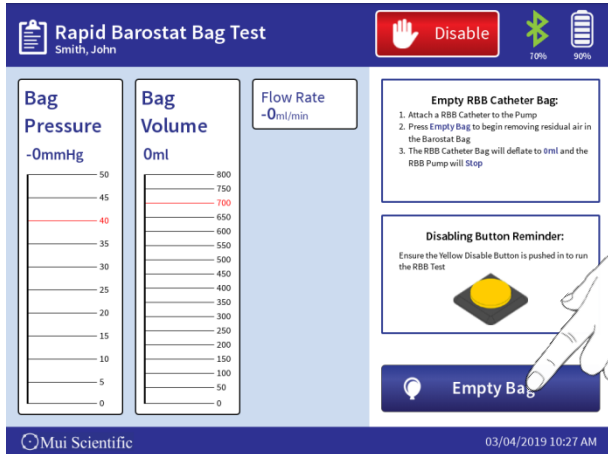 Rapid Barostat Bag Test
Smith, John
Disable
70%
90%
Bag
Pressure
-0mmHg
50
45
40
35
30
25
20
15
10
5
0
Bag
Volume
0ml
800
750
700
650
600
550
500
450
400
350
300
250
200
150
100
50
0
Flow Rate
-0ml/min
Empty RBB Catheter Bag:
1. Attach a RBB Catheter to the Pump
2. Press Empty Bag to begin removing residual air in
the Barostat Bag
3. The RBB Catheter Bag will deflate to 0ml and the
RBB Pump will Stop
Disabling Button Reminder:
Ensure the Yellow Disable Button is pushed in to run
the RBB Test
Empty Bag
Mui Scientific
03/04/2019 10:27 AM